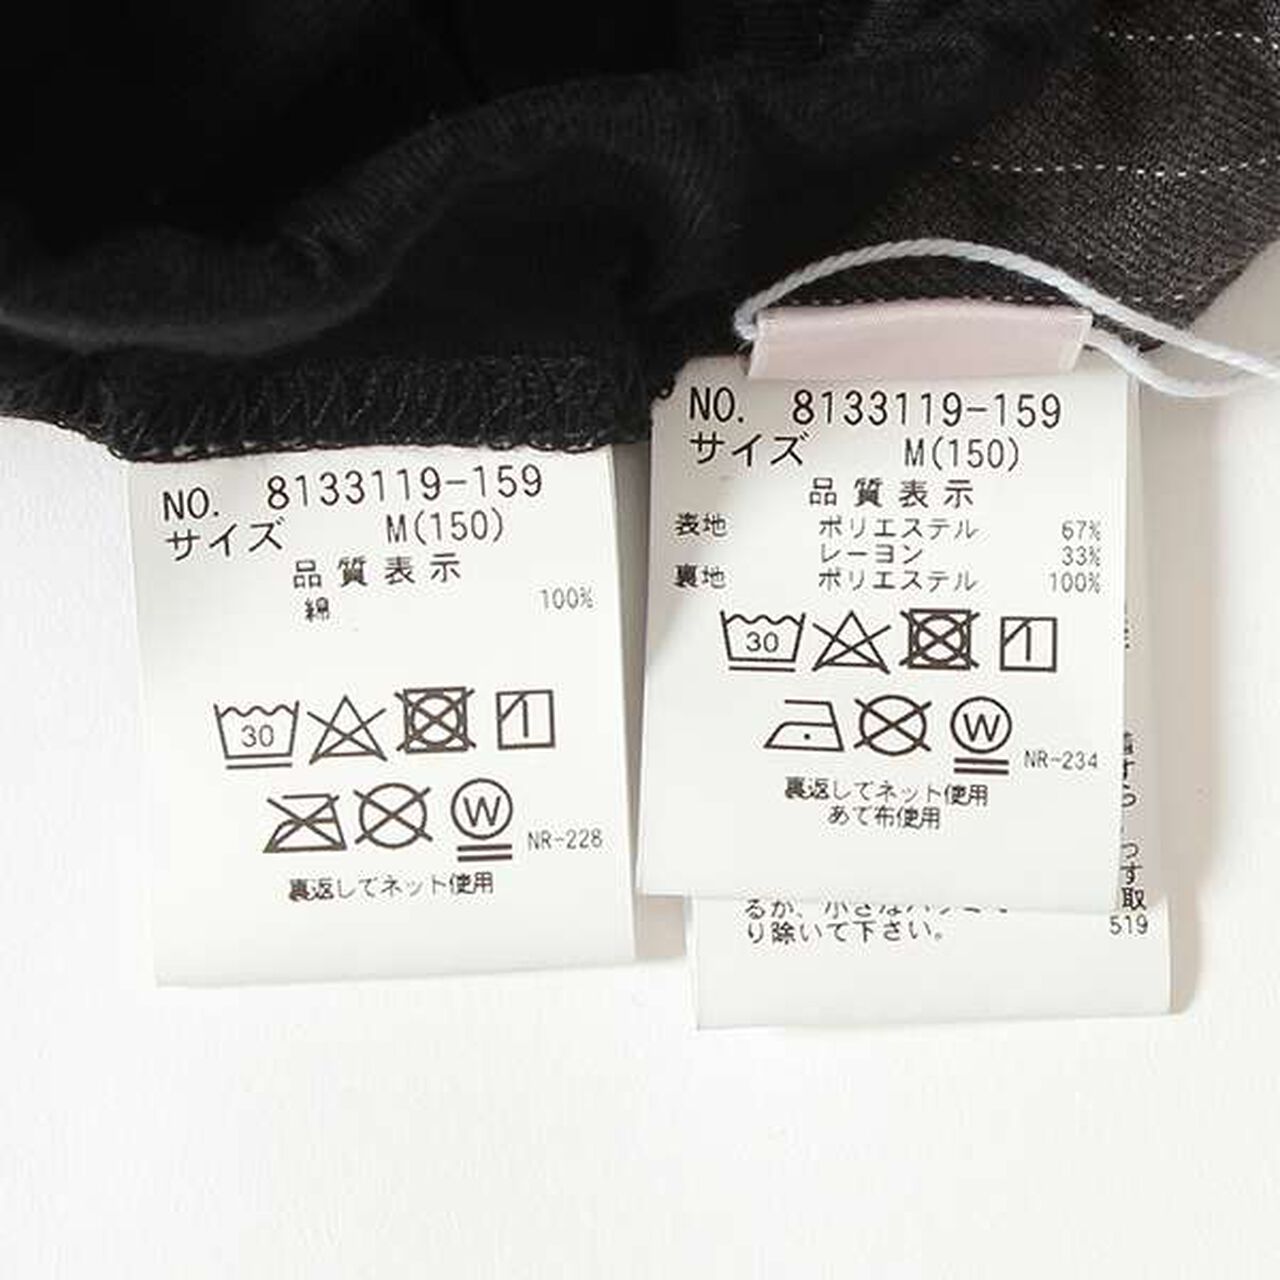 NO. 8133119-159
サイズ M(150)
品質表示
綿 100%
30
W
NR-228
裏返してネット使用
NO. 8133119-159
サイズ M(150)
品質表示
表地 ポリエステル 67%
レーヨン 33%
裏地 ポリエステル 100%
30
W
NR-234
裏返してネット使用
あて布使用
取
り除いて下さい。 519